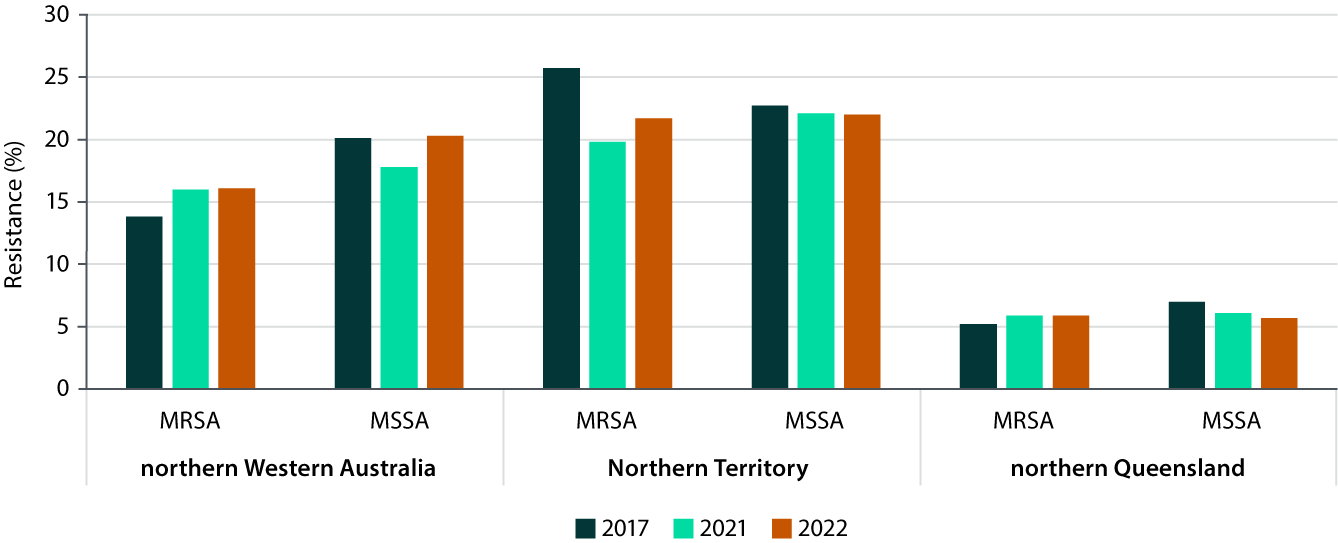 30
25
20
15
10
5
0
Resistance (%)
MRSA MSSA MRSA MSSA MRSA MSSA
northern Western Australia Northern Territory northern Queensland
2017 2021 2022